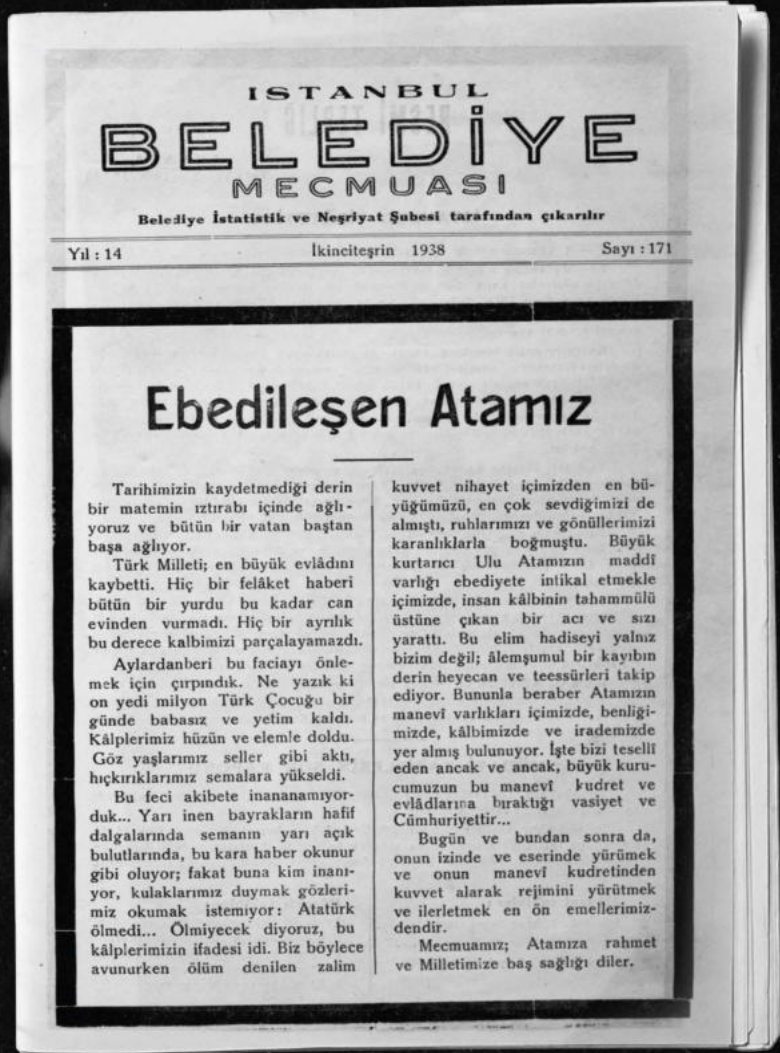 ISTANBUL
BELEDİYE
MECMUASI
Belediye İstatistik ve Neşriyat Şubesi tarafından çıkarılır
Yıl : 14 İkinciteşrin 1938 Sayı : 171
Ebedileşen Atamız
Tarihimizin kaydetmediği derin
bir matemin ıztırabı içinde ağlı-
yoruz ve bütün bir vatan baştan
başa ağlıyor.
Türk Milleti; en büyük evlâdını
kaybetti. Hiç bir felâket haberi
bütün bir yurdu bu kadar can
evinden vurmadı. Hiç bir ayrılık
bu derece kalbimizi parçalayamazdı.
Aylardanberi bu faciayı önle-
mek için çırpındık. Ne yazık ki
on yedi milyon Türk Çocuğu bir
günde babasız ve yetim kaldı.
Kâlplerimiz hüzün ve elemle doldu.
Göz yaşlarımız seller gibi aktı,
hıçkırıklarımız semalara yükseldi.
Bu feci akibete inananamıyor-
duk... Yarı inen bayrakların hafif
dalgalarında semanın yarı açık
bulutlarında, bu kara haber okunur
gibi oluyor; fakat buna kim inanı-
yor, kulaklarımız duymak gözleri-
miz okumak istemiyor: Atatürk
ölmedi... Ölmiyecek diyoruz, bu
kâlplerimizin ifadesi idi. Biz böylece
avunurken ölüm denilen zalim
kuvvet nihayet içimizden en bü-
yüğümüzü, en çok sevdiğimizi de
almıştı, ruhlarımızı ve gönüllerimizi
karanlıklarla boğmuştu. Büyük
kurtarıcı Ulu Atamızın maddî
varlığı ebediyete intikal etmekle
içimizde, insan kâlbinin tahammülü
üstüne çıkan bir acı ve sızı
yarattı. Bu elim hadiseyi yalnız
bizim değil; âlemşumul bir kayıbın
derin heyecan ve teessürleri takip
ediyor. Bununla beraber Atamızın
manevî varlıkları içimizde, benliği-
mizde, kâlbimizde ve irademizde
yer almış bulunuyor. İşte bizi tesellî
eden ancak ve ancak, büyük kuru-
cumuzun bu manevî kudret ve
evlâdlarına bıraktığı vasiyet ve
Cümhuriyettir...
Bugün ve bundan sonra da,
onun izinde ve eserinde yürümek
ve onun manevî kudretinden
kuvvet alarak rejimini yürütmek
ve ilerletmek en ön emellerimiz-
dendir.
Mecmuamız; Atamıza rahmet
ve Milletimize baş sağlığı diler.